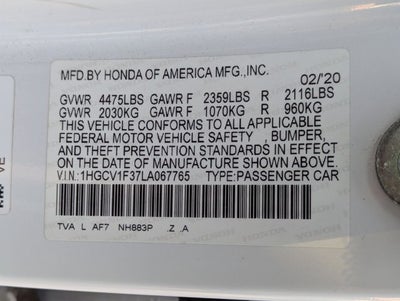 MFD.BY HONDA OF AMERICA MFG.,INC. 02/'20
GVWR 4475LBS GAWR F 2359LBS R 2116LBS
GVWR 2030KG GAWR F 1070KG R 960KG
THIS VEHICLE CONFORMS TO ALL APPLICABLE
FEDERAL MOTOR VEHICLE SAFETY , BUMPER,
AND THEFT PREVENTION STANDARDS IN EFFECT
ON THE DATE OF MANUFACTURE SHOWN ABOVE.
V.I.N:1HGCV1F37LA067765 TYPE:PASSENGER CAR
TVA L AF7 NH883P .Z .A
VE